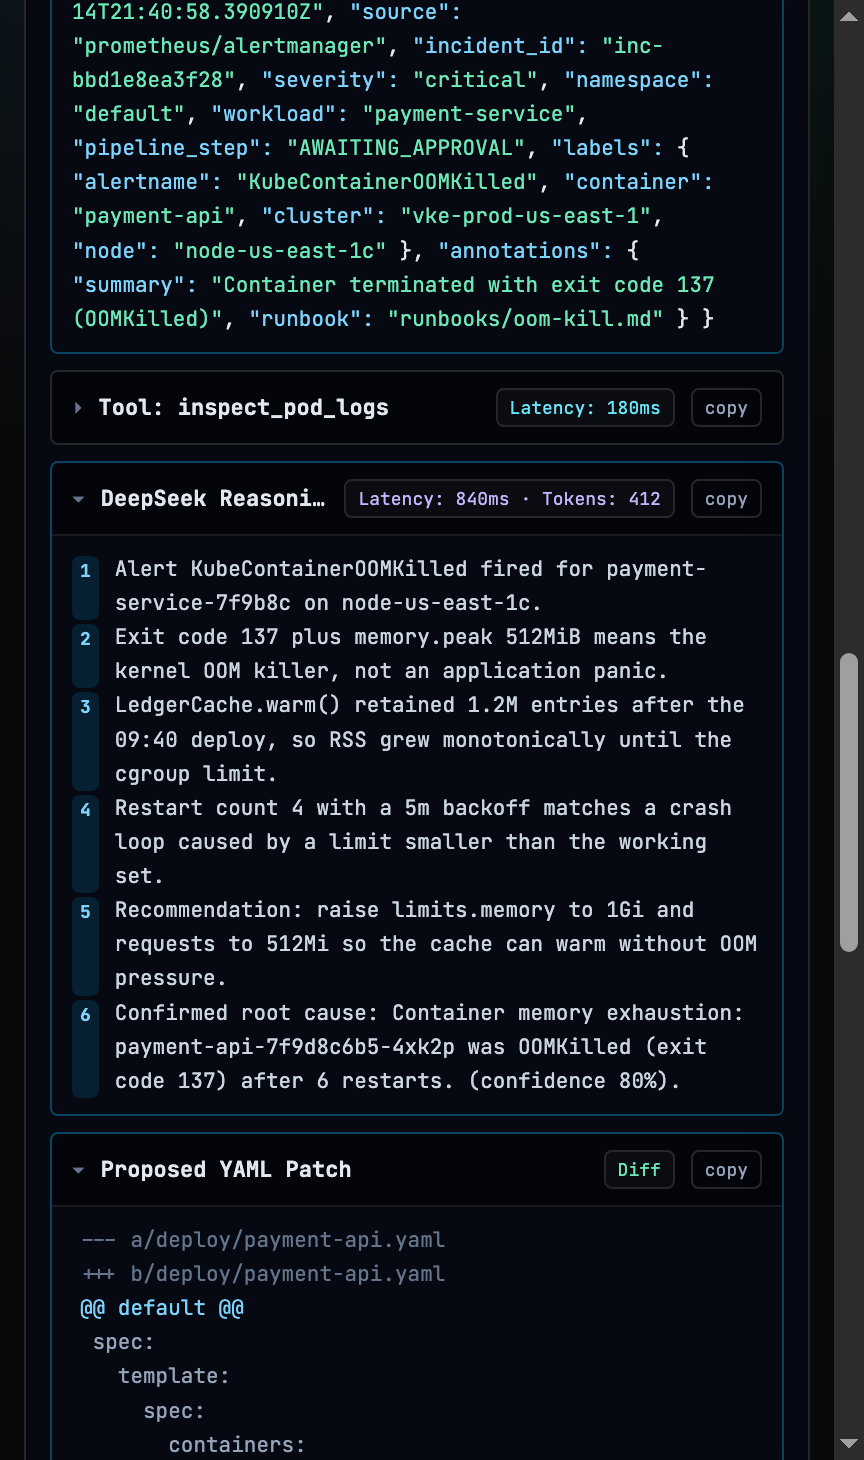 14T21:40:58.390910Z", "source":
"prometheus/alertmanager", "incident_id": "inc-
bbd1e8ea3f28", "severity": "critical", "namespace":
"default", "workload": "payment-service",
"pipeline_step": "AWAITING_APPROVAL", "labels": {
"alertname": "KubeContainerOOMKilled", "container":
"payment-api", "cluster": "vke-prod-us-east-1",
"node": "node-us-east-1c" }, "annotations": {
"summary": "Container terminated with exit code 137
(OOMKilled)", "runbook": "runbooks/oom-kill.md" } }
Tool: inspect_pod_logs Latency: 180ms copy
DeepSeek Reasoni… Latency: 840ms · Tokens: 412 copy
1 Alert KubeContainerOOMKilled fired for payment-
service-7f9b8c on node-us-east-1c.
2 Exit code 137 plus memory.peak 512MiB means the
kernel OOM killer, not an application panic.
3 LedgerCache.warm() retained 1.2M entries after the
09:40 deploy, so RSS grew monotonically until the
cgroup limit.
4 Restart count 4 with a 5m backoff matches a crash
loop caused by a limit smaller than the working
set.
5 Recommendation: raise limits.memory to 1Gi and
requests to 512Mi so the cache can warm without OOM
pressure.
6 Confirmed root cause: Container memory exhaustion:
payment-api-7f9d8c6b5-4xk2p was OOMKilled (exit
code 137) after 6 restarts. (confidence 80%).
Proposed YAML Patch Diff copy
--- a/deploy/payment-api.yaml
+++ b/deploy/payment-api.yaml
@@ default @@
spec:
template:
spec:
containers: